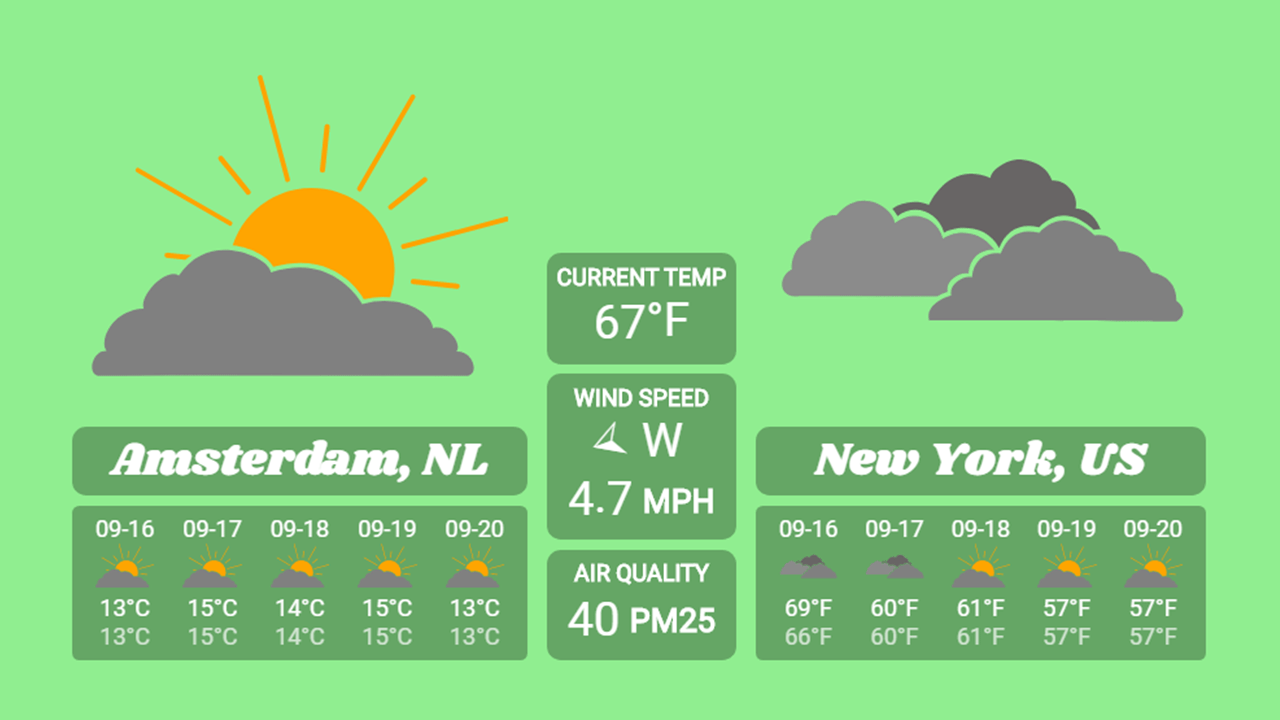 CURRENT TEMP
67°F
WIND SPEED
W
4.7 MPH
AIR QUALITY
40 PM25
Amsterdam, NL
09-16 09-17 09-18 09-19 09-20
13°C 15°C 14°C 15°C 13°C
13°C 15°C 14°C 15°C 13°C
New York, US
09-16 09-17 09-18 09-19 09-20
69°F 60°F 61°F 57°F 57°F
66°F 60°F 61°F 57°F 57°F